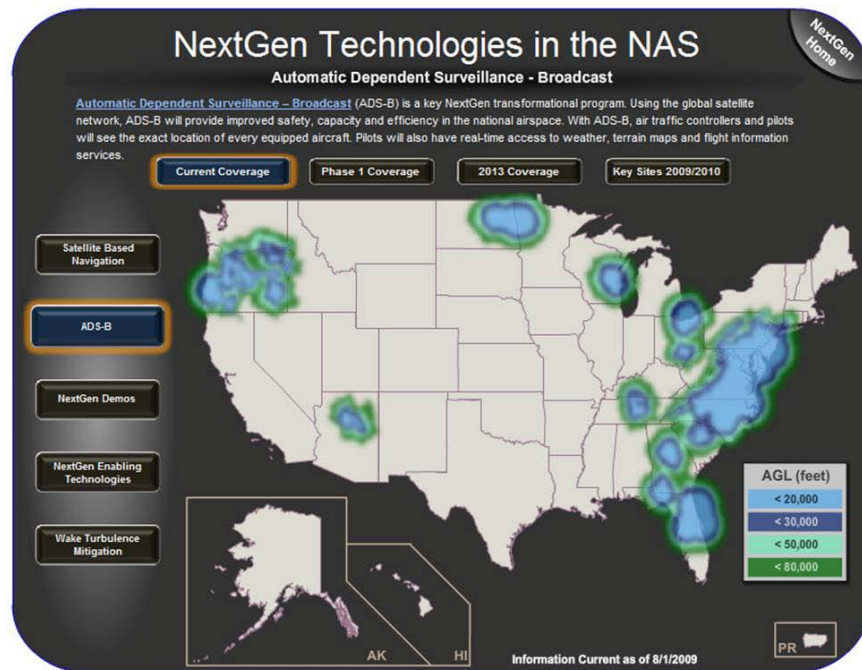 NextGen Technologies in the NAS
NextGen
Home
Automatic Dependent Surveillance - Broadcast
Automatic Dependent Surveillance – Broadcast (ADS-B) is a key NextGen transformational program. Using the global satellite
network, ADS-B will provide improved safety, capacity and efficiency in the national airspace. With ADS-B, air traffic controllers and pilots
will see the exact location of every equipped aircraft. Pilots will also have real-time access to weather, terrain maps and flight information
services.
Current Coverage
Phase 1 Coverage
2013 Coverage
Key Sites 2009/2010
Satellite Based
Navigation
ADS-B
NextGen Demos
NextGen Enabling
Technologies
Wake Turbulence
Mitigation
AGL (feet)
< 20,000
< 30,000
< 50,000
< 80,000
AK
HI
PR
Information Current as of 8/1/2009